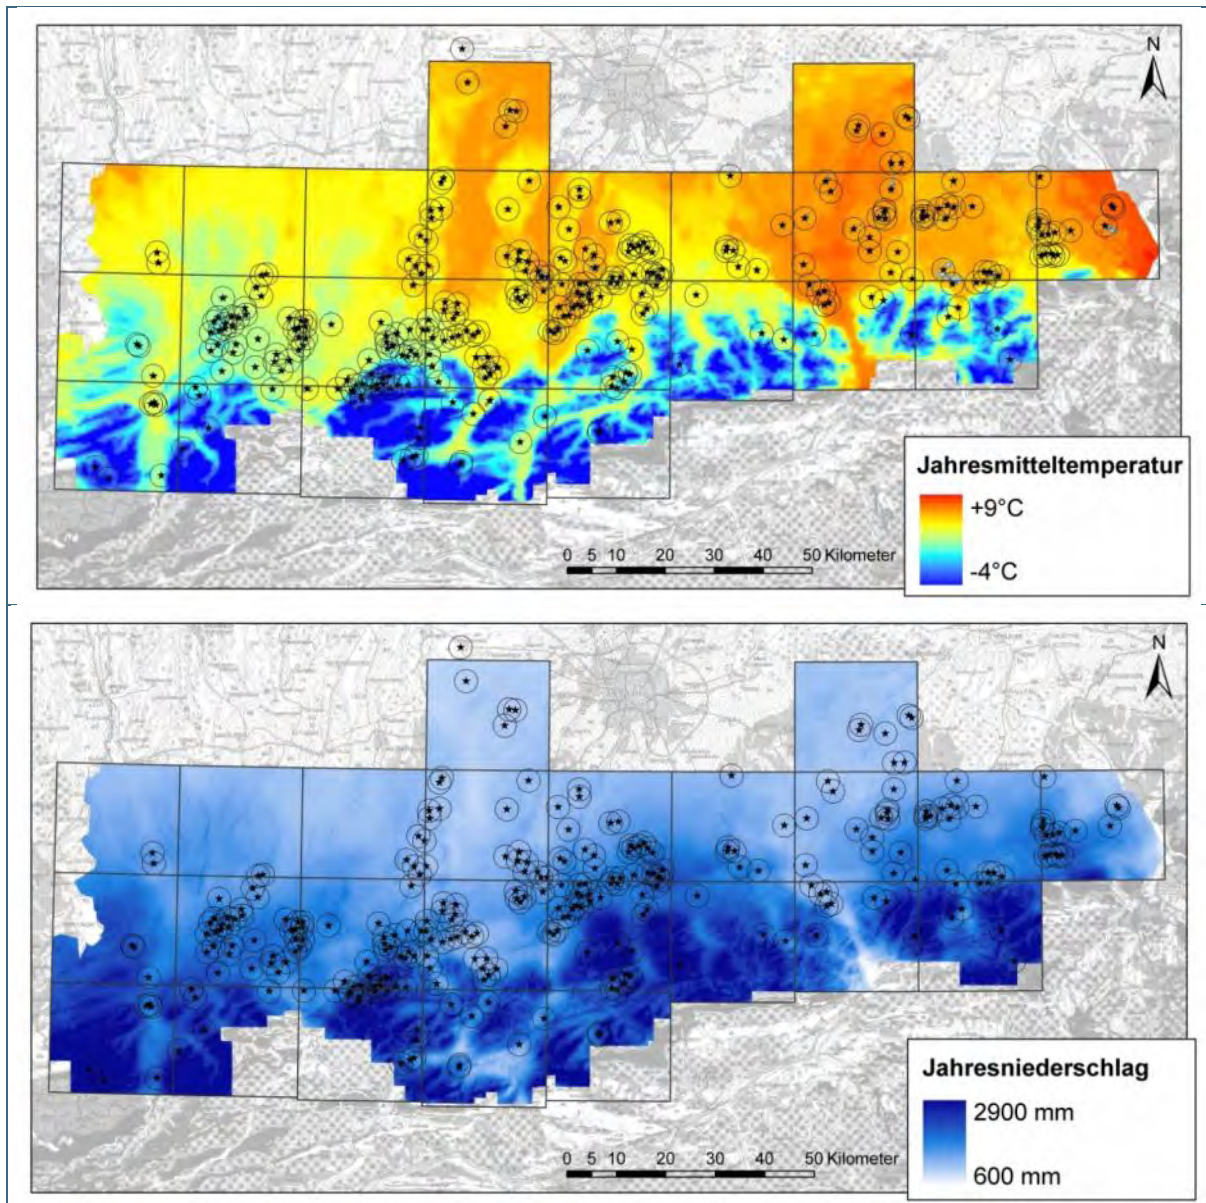 N
Jahresmitteltemperatur
+9°C
-4°C
0 5 10 20 30 40 50 Kilometer
N
Jahresniederschlag
2900 mm
600 mm
0 5 10 20 30 40 50 Kilometer